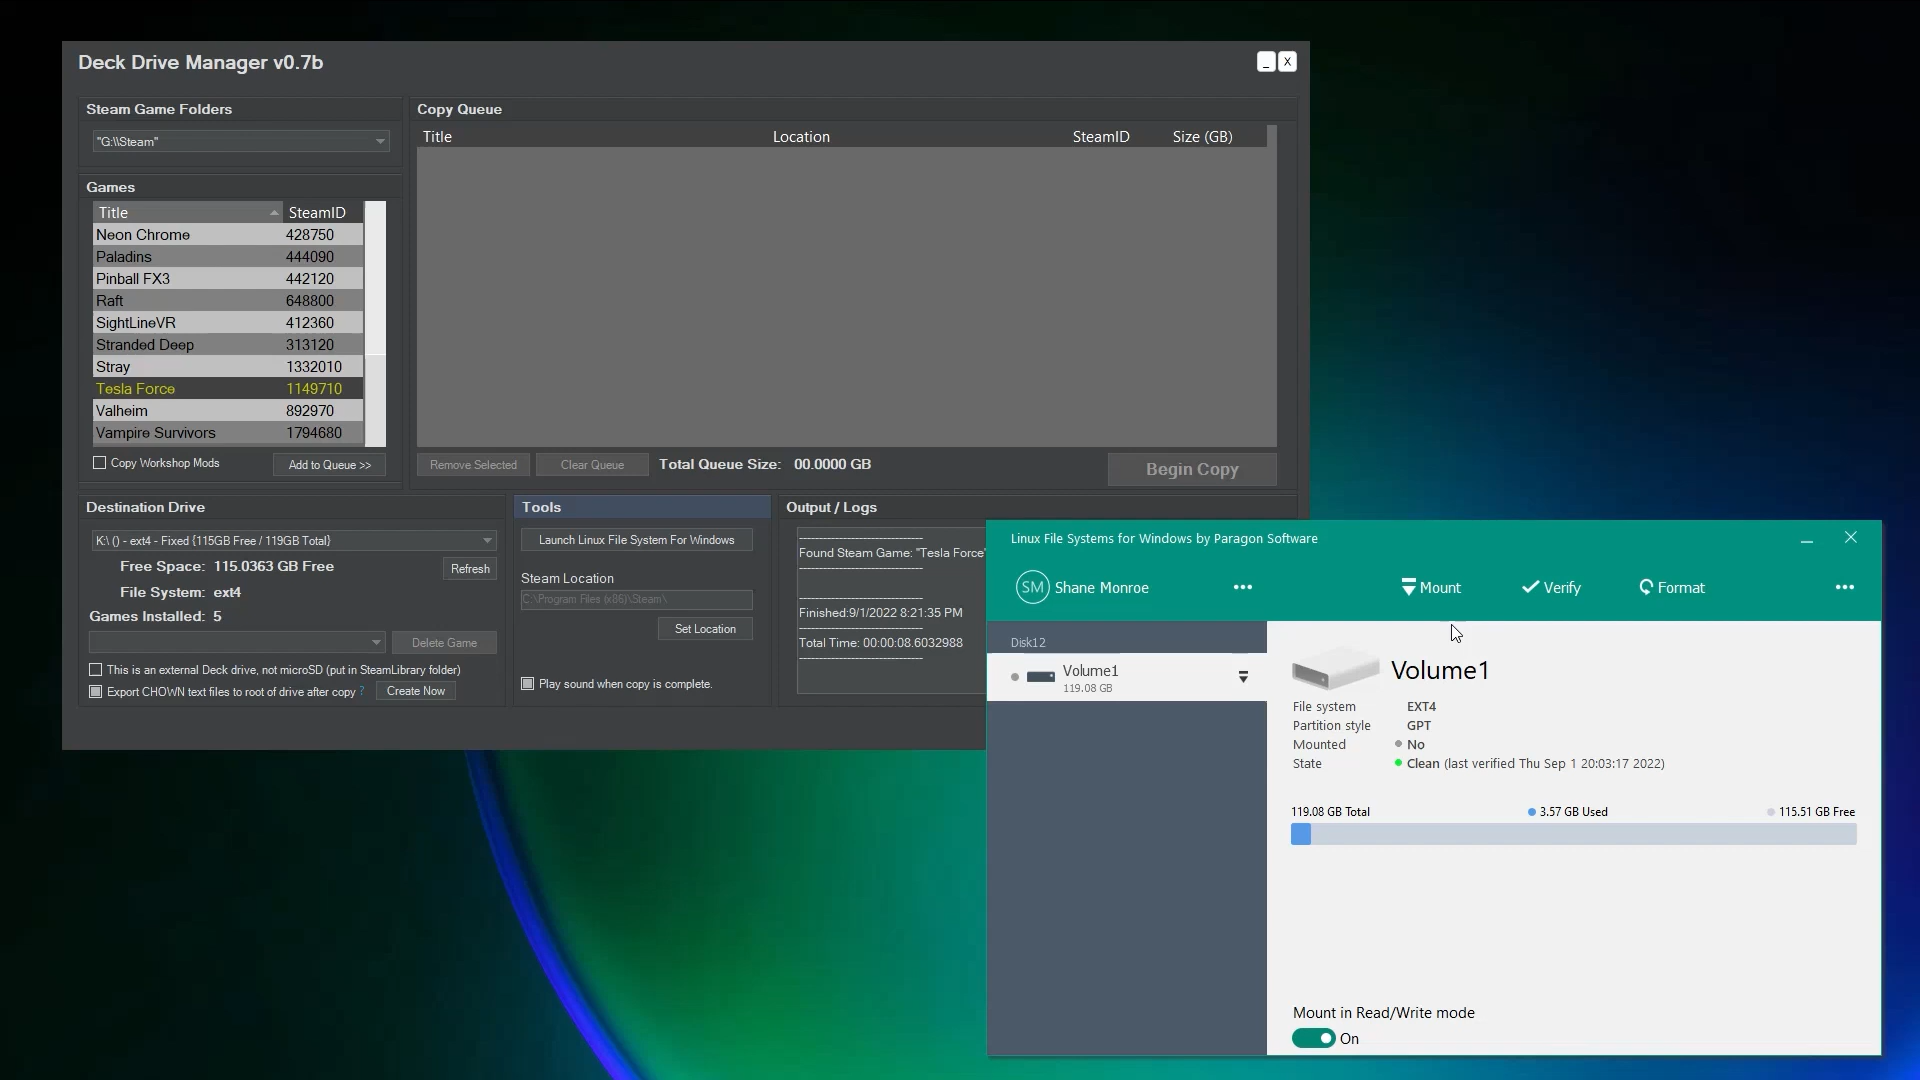 Deck Drive Manager v0.7b
_ X
Steam Game Folders
"G:\\Steam"
Games
Title SteamID
Neon Chrome 428750
Paladins 444090
Pinball FX3 442120
Raft 648800
SightLineVR 412360
Stranded Deep 313120
Stray 1332010
Tesla Force 1149710
Valheim 892970
Vampire Survivors 1794680
Copy Workshop Mods
Add to Queue >>
Copy Queue
Title Location SteamID Size (GB)
Remove Selected
Clear Queue
Total Queue Size: 00.0000 GB
Begin Copy
Destination Drive
K:\ () - ext4 - Fixed {115GB Free / 119GB Total}
Free Space: 115.0363 GB Free
Refresh
File System: ext4
Games Installed: 5
Delete Game
This is an external Deck drive, not microSD (put in SteamLibrary folder)
Export CHOWN text files to root of drive after copy ?
Create Now
Tools
Launch Linux File System For Windows
Steam Location
C:\Program Files (x86)\Steam\
Set Location
Play sound when copy is complete.
Output / Logs
-------------------------------
Found Steam Game: "Tesla Force"
-------------------------------
-------------------------------
Finished:9/1/2022 8:21:35 PM
-------------------------------
Total Time: 00:00:08.6032988
-------------------------------
Linux File Systems for Windows by Paragon Software
SM Shane Monroe
Mount
Verify
Format
Disk12
Volume1
119.08 GB
Volume1
File system EXT4
Partition style GPT
Mounted No
State Clean (last verified Thu Sep 1 20:03:17 2022)
119.08 GB Total 3.57 GB Used 115.51 GB Free
Mount in Read/Write mode
On